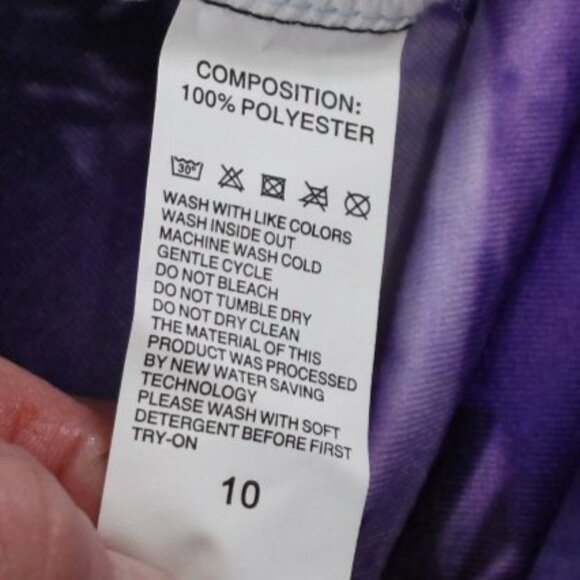 COMPOSITION:
100% POLYESTER
30°
WASH WITH LIKE COLORS
WASH INSIDE OUT
MACHINE WASH COLD
GENTLE CYCLE
DO NOT BLEACH
DO NOT TUMBLE DRY
DO NOT DRY CLEAN
THE MATERIAL OF THIS
PRODUCT WAS PROCESSED
BY NEW WATER SAVING
TECHNOLOGY
PLEASE WASH WITH SOFT
DETERGENT BEFORE FIRST
TRY-ON
10